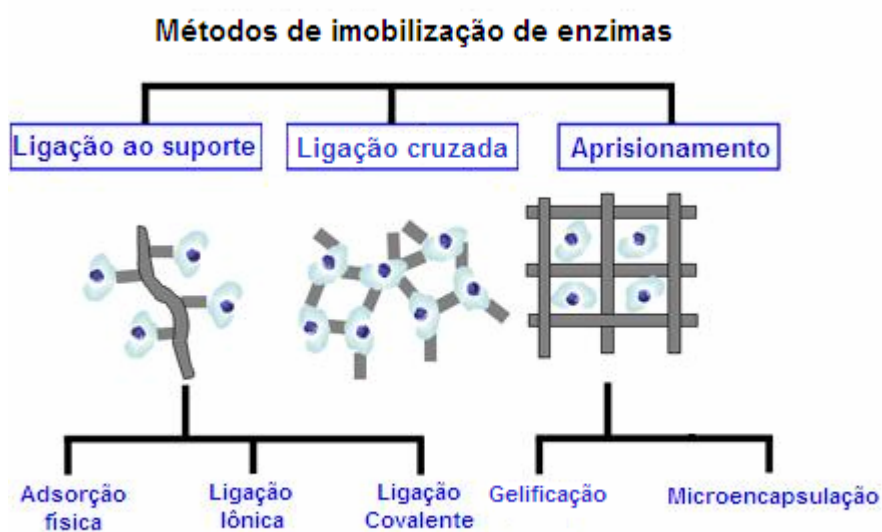 Métodos de imobilização de enzimas
Ligação ao suporte
Ligação cruzada
Aprisionamento
Adsorção
física
Ligação
Iônica
Ligação
Covalente
Gelificação
Microencapsulação